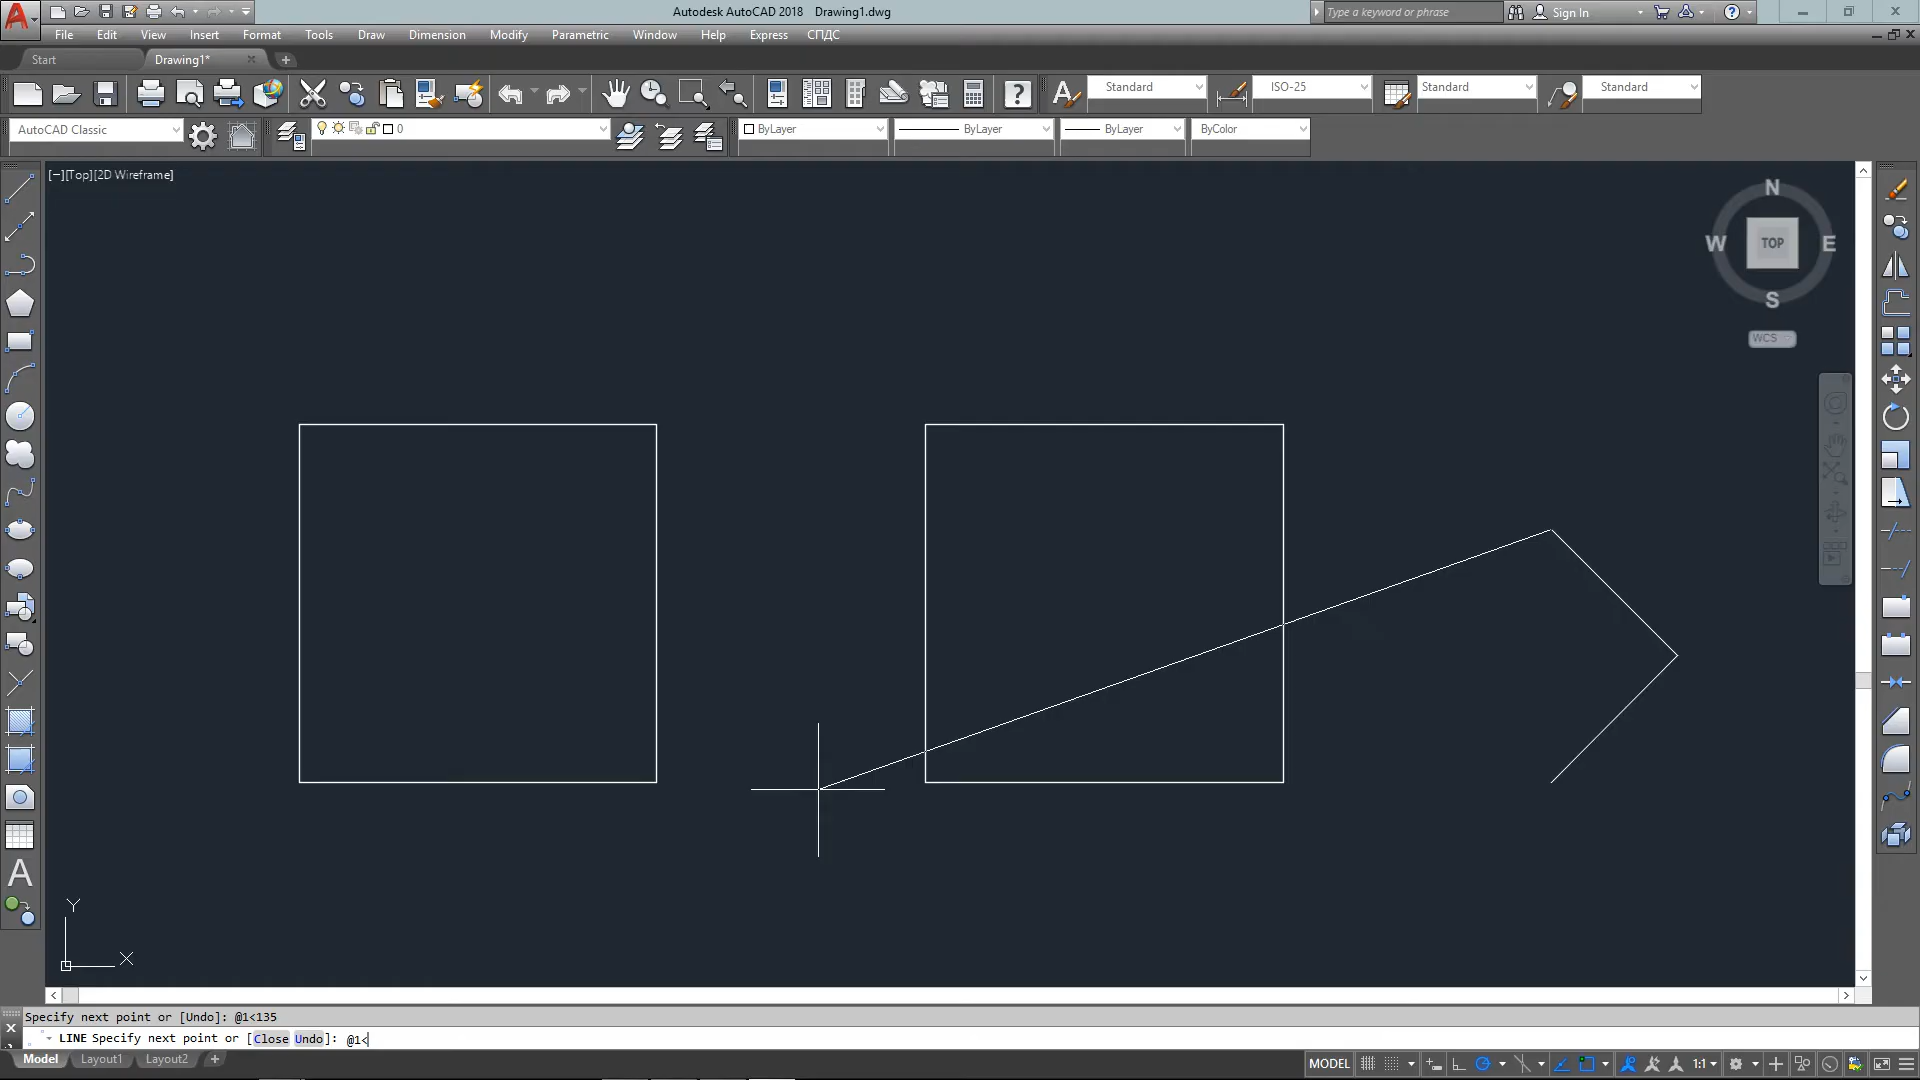 Autodesk AutoCAD 2018 Drawing1.dwg
Type a keyword or phrase
Sign In
File Edit View Insert Format Tools Draw Dimension Modify Parametric Window Help Express СПДС
Start Drawing1*
Standard ISO-25 Standard Standard
AutoCAD Classic 0 ByLayer ByLayer ByLayer ByColor
[−][Top][2D Wireframe]
N
W TOP E
S
WCS
A
Y
X
Specify next point or [Undo]: @1<135
LINE Specify next point or [Close Undo]: @1<
Model Layout1 Layout2 +
MODEL 1:1